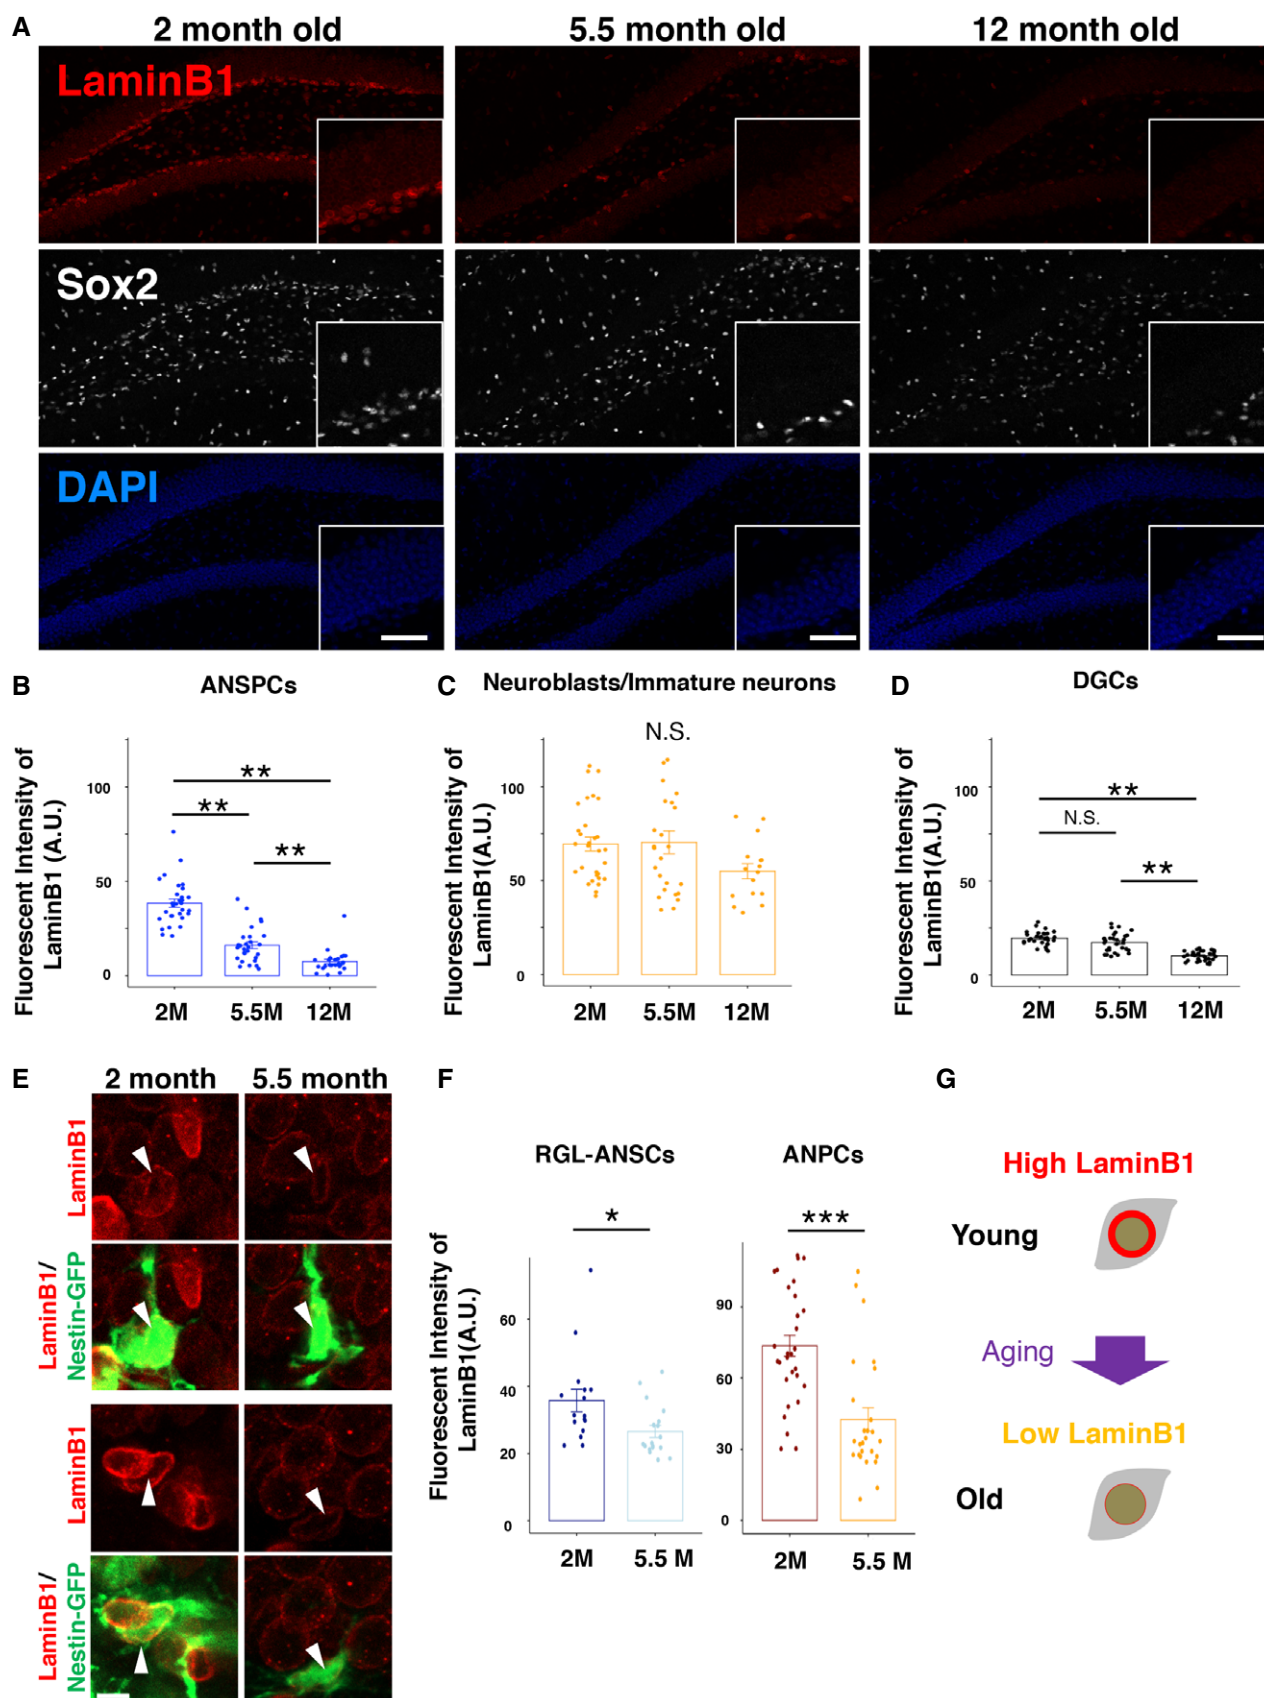 A
2 month old
5.5 month old
12 month old
LaminB1
Sox2
DAPI
B
ANSPCs
Fluorescent Intensity of
LaminB1 (A.U.)
100
50
0
**
**
**
2M
5.5M
12M
C
Neuroblasts/Immature neurons
Fluorescent Intensity of
LaminB1(A.U.)
100
50
0
N.S.
2M
5.5M
12M
D
DGCs
Fluorescent Intensity of
LaminB1(A.U.)
100
50
0
**
N.S.
**
2M
5.5M
12M
E
2 month
5.5 month
LaminB1
LaminB1/
Nestin-GFP
LaminB1
LaminB1/
Nestin-GFP
F
Fluorescent Intensity of
LaminB1(A.U.)
RGL-ANSCs
*
60
40
20
0
2M
5.5 M
ANPCs
***
90
60
30
0
2M
5.5 M
G
High LaminB1
Young
Aging
Low LaminB1
Old